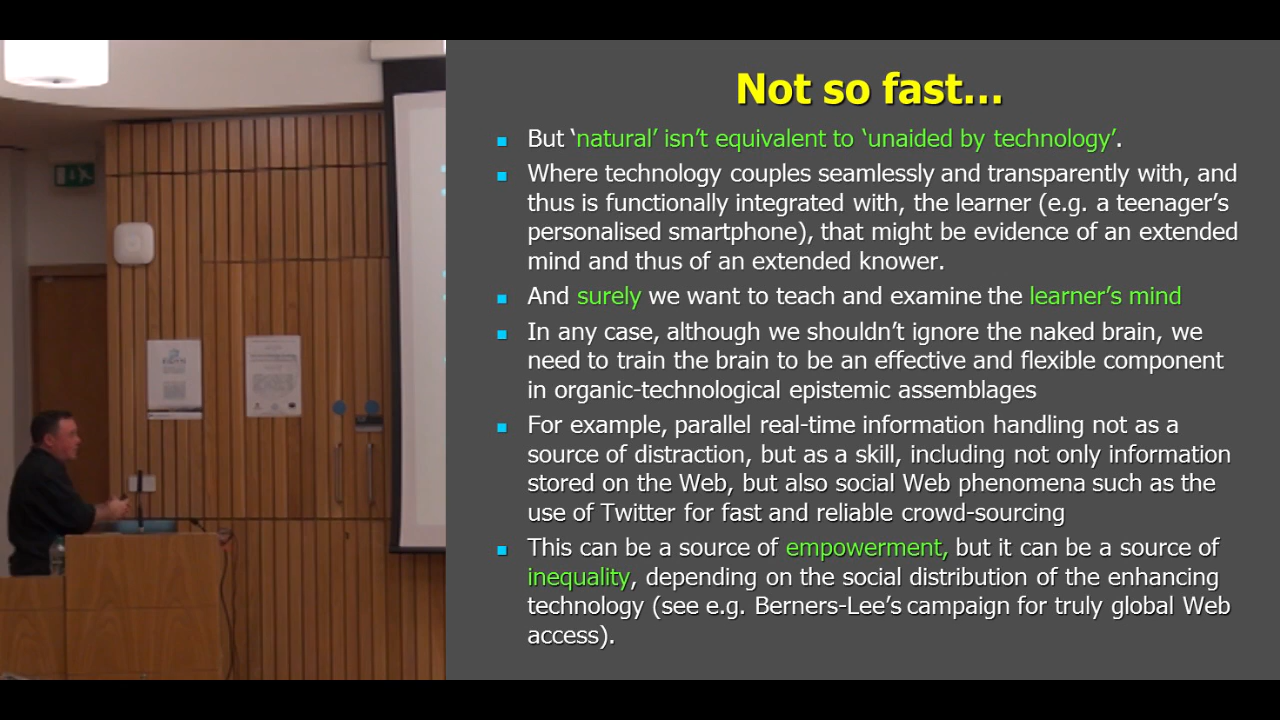 Not so fast…
But ‘natural’ isn’t equivalent to ‘unaided by technology’.
Where technology couples seamlessly and transparently with, and
thus is functionally integrated with, the learner (e.g. a teenager’s
personalised smartphone), that might be evidence of an extended
mind and thus of an extended knower.
And surely we want to teach and examine the learner’s mind
In any case, although we shouldn’t ignore the naked brain, we
need to train the brain to be an effective and flexible component
in organic-technological epistemic assemblages
For example, parallel real-time information handling not as a
source of distraction, but as a skill, including not only information
stored on the Web, but also social Web phenomena such as the
use of Twitter for fast and reliable crowd-sourcing
This can be a source of empowerment, but it can be a source of
inequality, depending on the social distribution of the enhancing
technology (see e.g. Berners-Lee’s campaign for truly global Web
access).